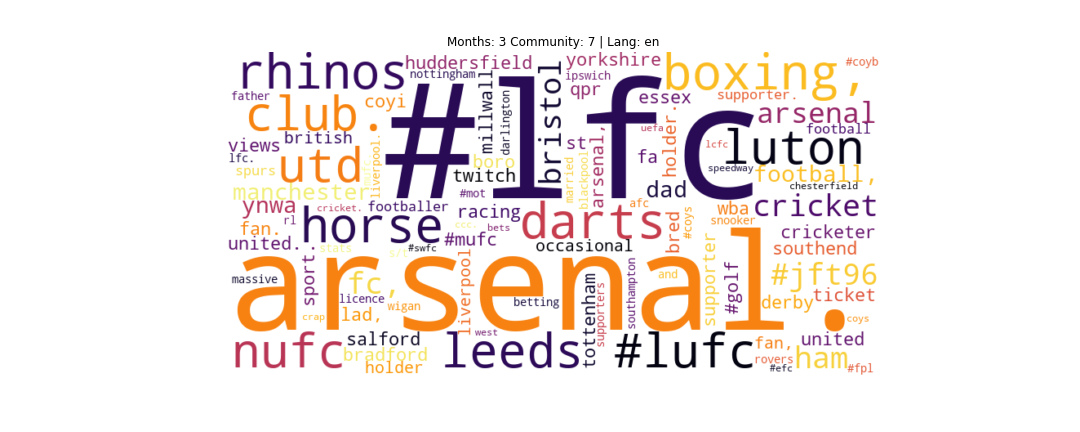 Months: 3 Community: 7 | Lang: en
rhinos huddersfield yorkshire boxing, #coyb
nottingham ipswich
father club. coyi #lfc millwall darlington bristol qpr essex supporter. arsenal
views british st arsenal, uefa holder. lcfc luton football
lfc. utd liverpool. boro fa speedway football,
spurs twitch married blackpool dad chesterfield
manchester #mot
ynwa cricket. footballer racing darts afc bred #coys wba cricket
rl horse ccc. bets snooker
fan. #mufc occasional cricketer
united. . #swfc supporter southend
stats
massive sport arsenal. liverpool and #golf #jft96
fc, betting tottenham southampton derby ticket
licence wigan supporters
crap lad, coys
west
nufc salford leeds #lufc fan, united
bradford rovers ham
holder #efc #fpl